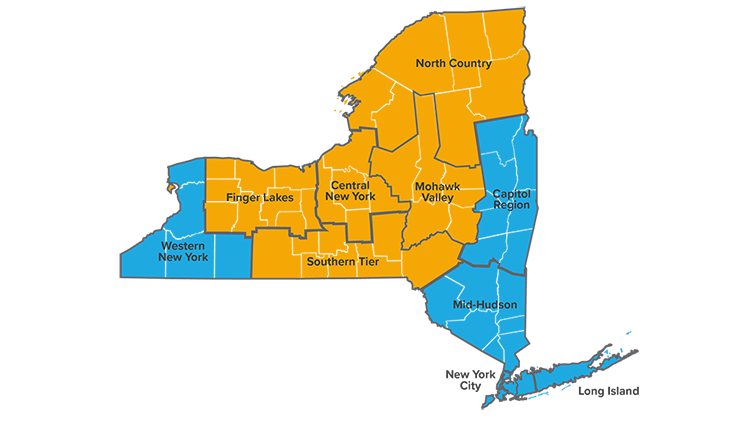 North Country
Finger Lakes
Central
New York
Mohawk
Valley
Capitol
Region
Western
New York
Southern Tier
Mid-Hudson
New York
City
Long Island